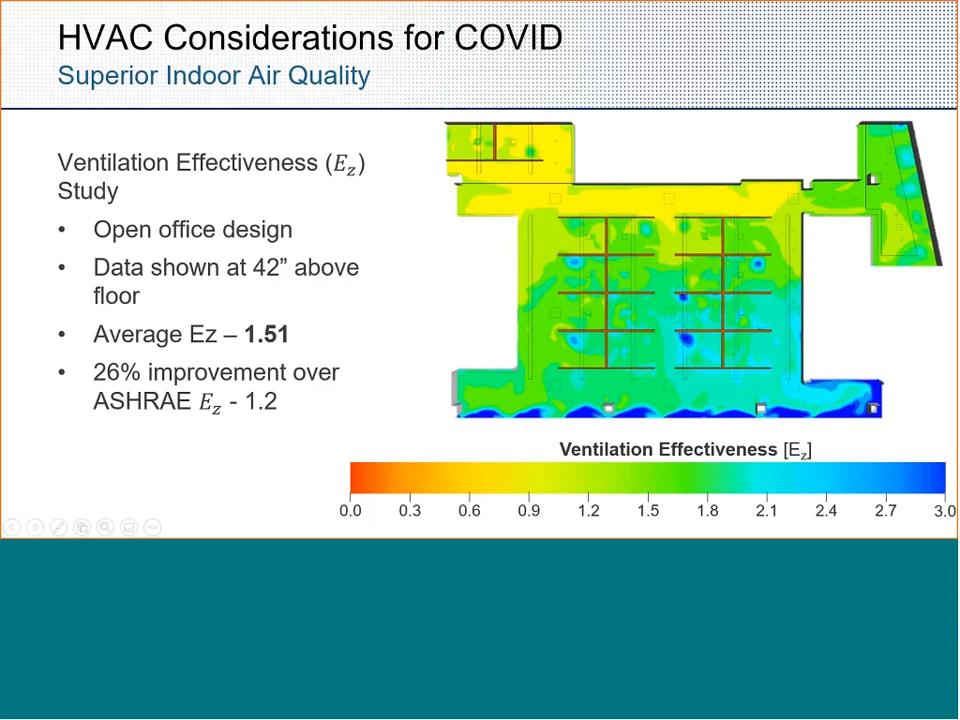 HVAC Considerations for COVID
Superior Indoor Air Quality
Ventilation Effectiveness (𝐸𝑧)
Study
• Open office design
• Data shown at 42” above
floor
• Average Ez – 1.51
• 26% improvement over
ASHRAE 𝐸𝑧 - 1.2
Ventilation Effectiveness [Ez]
0.0 0.3 0.6 0.9 1.2 1.5 1.8 2.1 2.4 2.7 3.0